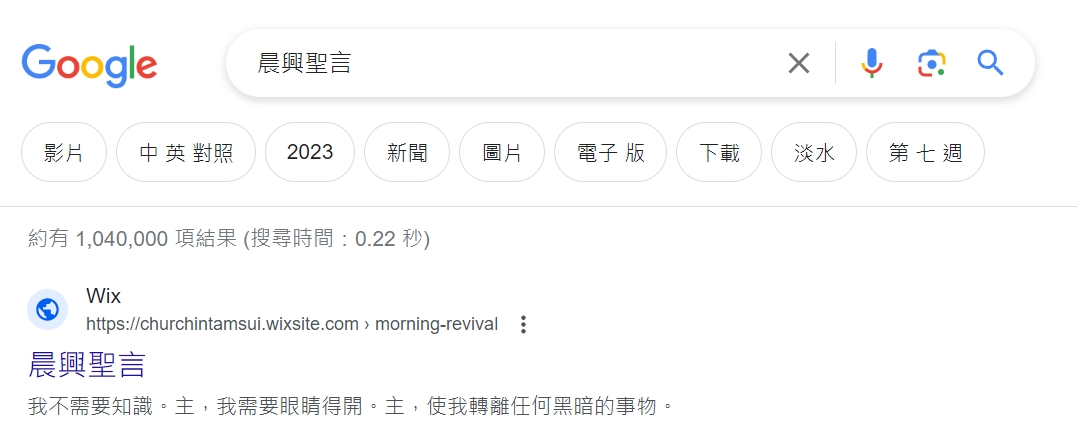 Google 晨興聖言
影片 中 英 對照 2023 新聞 圖片 電子 版 下載 淡水 第 七 週
約有 1,040,000 項結果 (搜尋時間：0.22 秒)
Wix
https://churchintamsui.wixsite.com › morning-revival
晨興聖言
我不需要知識。主，我需要眼睛得開。主，使我轉離任何黑暗的事物。